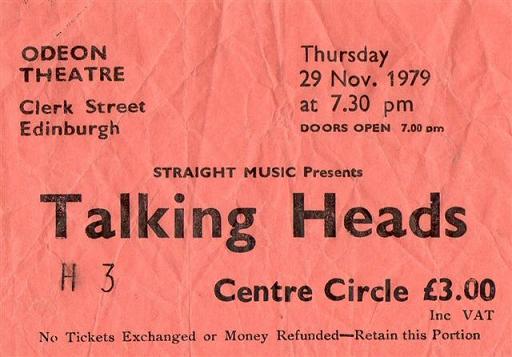 ODEON
THEATRE
Clerk Street
Edinburgh
Thursday
29 Nov. 1979
at 7.30 pm
DOORS OPEN 7.00 pm
STRAIGHT MUSIC Presents
Talking Heads
H 3
Centre Circle £3.00
Inc VAT
No Tickets Exchanged or Money Refunded—Retain this Portion